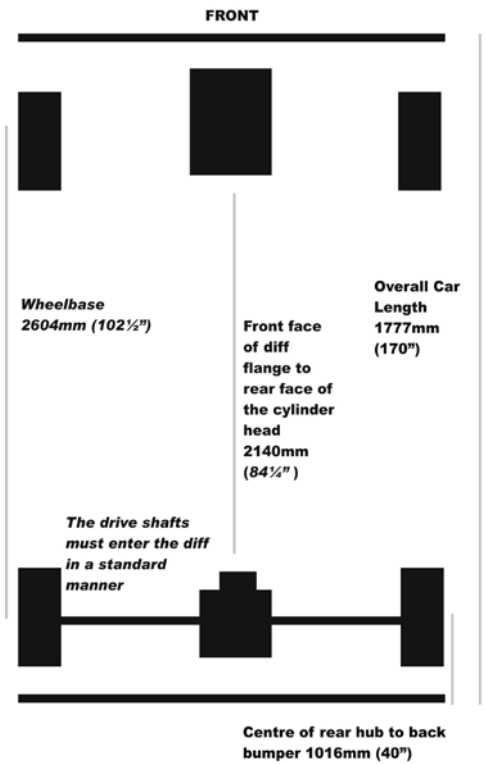 FRONT
Wheelbase
2604mm (102½”)
Overall Car
Length
1777mm
(170”)
Front face
of diff
flange to
rear face of
the cylinder
head
2140mm
(84¼” )
The drive shafts
must enter the diff
in a standard
manner
Centre of rear hub to back
bumper 1016mm (40”)